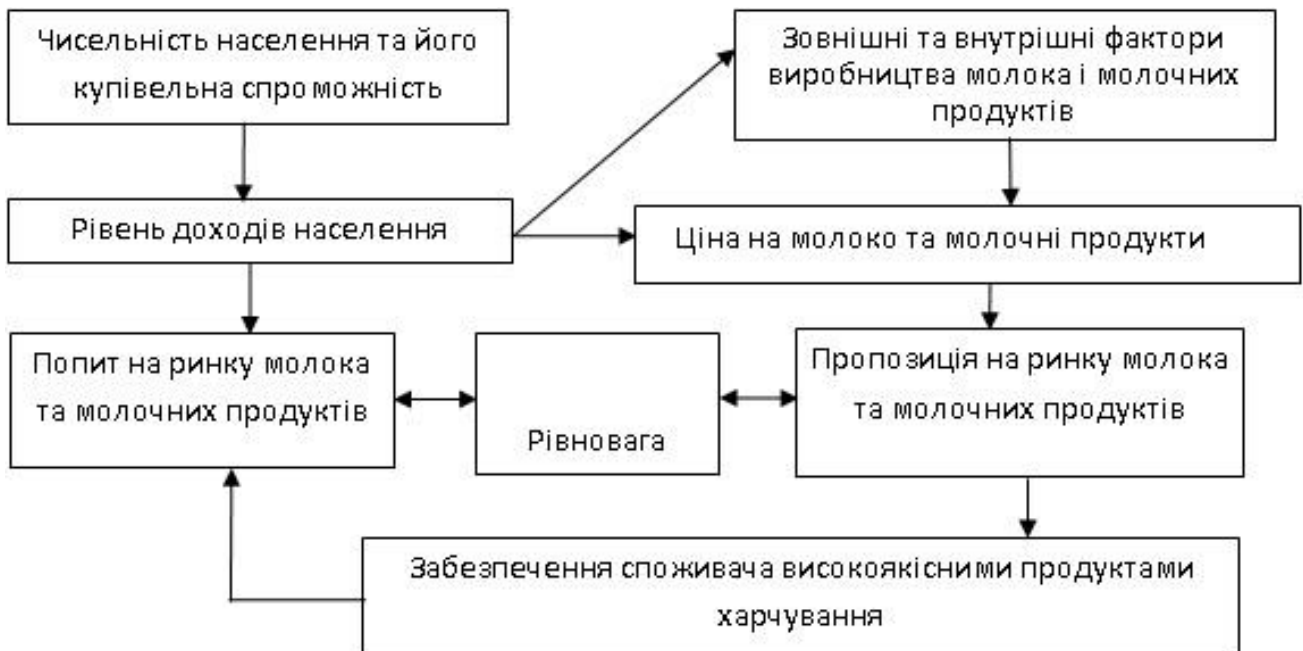 Чисельність населення та його
купівельна спроможність
Зовнішні та внутрішні фактори
виробництва молока і молочних
продуктів
Рівень доходів населення
Ціна на молоко та молочні продукти
Попит на ринку молока
та молочних продуктів
Рівновага
Пропозиція на ринку молока
та молочних продуктів
Забезпечення споживача високоякісними продуктами
харчування